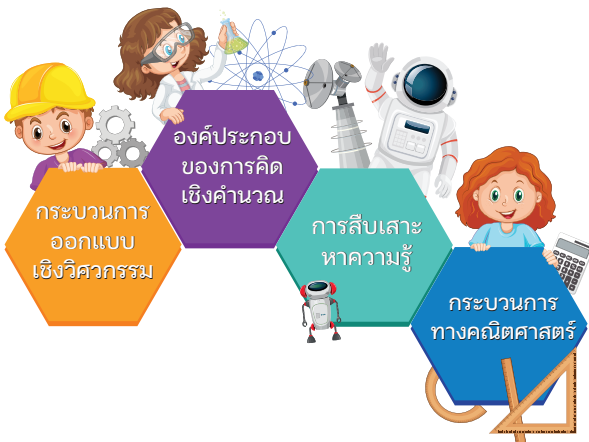 กระบวนการ
ออกแบบ
เชิงวิศวกรรม
องค์ประกอบ
ของการคิด
เชิงคำนวณ
การสืบเสาะ
หาความรู้
กระบวนการ
ทางคณิตศาสตร์